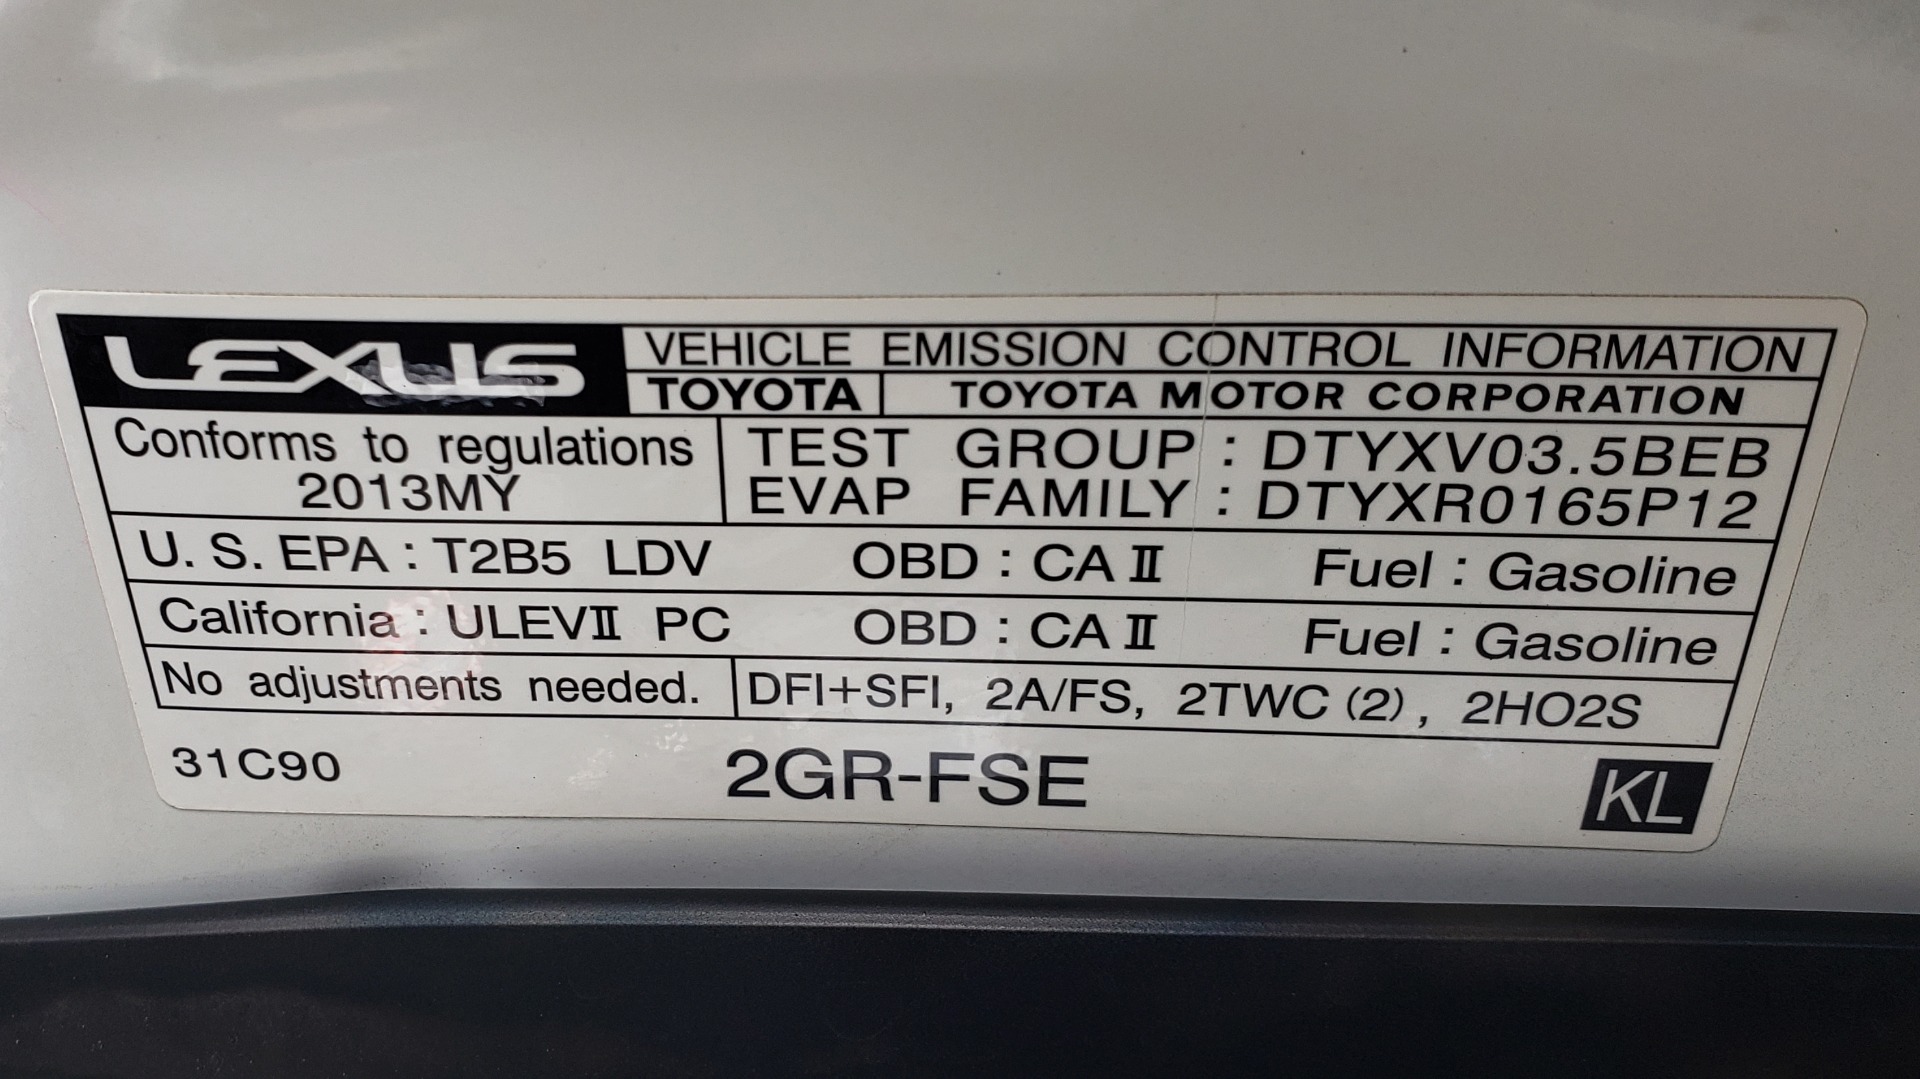 LEXUS
VEHICLE EMISSION CONTROL INFORMATION
TOYOTA TOYOTA MOTOR CORPORATION
Conforms to regulations
2013MY
TEST GROUP : DTYXV03.5BEB
EVAP FAMILY : DTYXR0165P12
U. S. EPA : T2B5 LDV OBD : CA II Fuel : Gasoline
California : ULEVII PC OBD : CA II Fuel : Gasoline
No adjustments needed. DFI+SFI, 2A/FS, 2TWC (2), 2HO2S
31C90 2GR-FSE KL